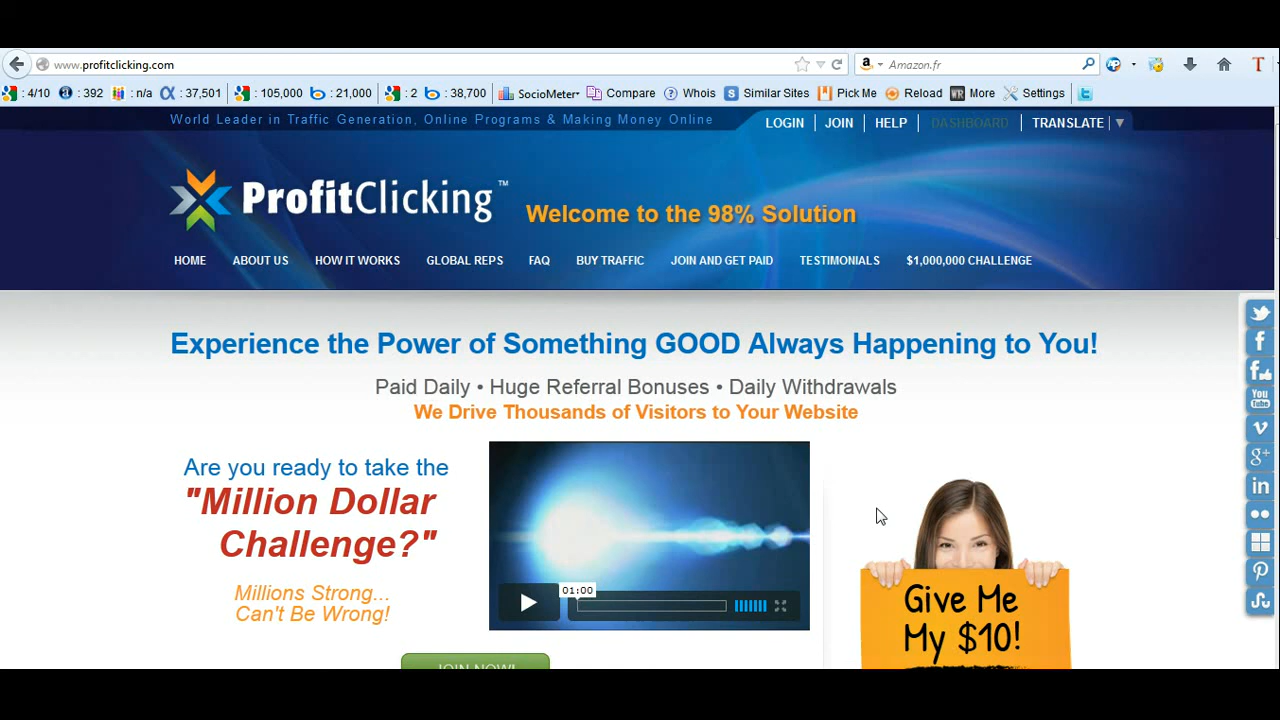 www.profitclicking.com
Amazon.fr
: 4/10 : 392 : n/a : 37,501 : 105,000 : 21,000 : 2 : 38,700 SocioMeter Compare Whois Similar Sites Pick Me Reload More Settings
World Leader in Traffic Generation, Online Programs & Making Money Online
LOGIN JOIN HELP DASHBOARD TRANSLATE
ProfitClicking™
Welcome to the 98% Solution
HOME ABOUT US HOW IT WORKS GLOBAL REPS FAQ BUY TRAFFIC JOIN AND GET PAID TESTIMONIALS $1,000,000 CHALLENGE
Experience the Power of Something GOOD Always Happening to You!
Paid Daily • Huge Referral Bonuses • Daily Withdrawals
We Drive Thousands of Visitors to Your Website
Are you ready to take the
"Million Dollar
Challenge?"
Millions Strong...
Can't Be Wrong!
01:00
Give Me
My $10!
JOIN NOW!
You
Tube